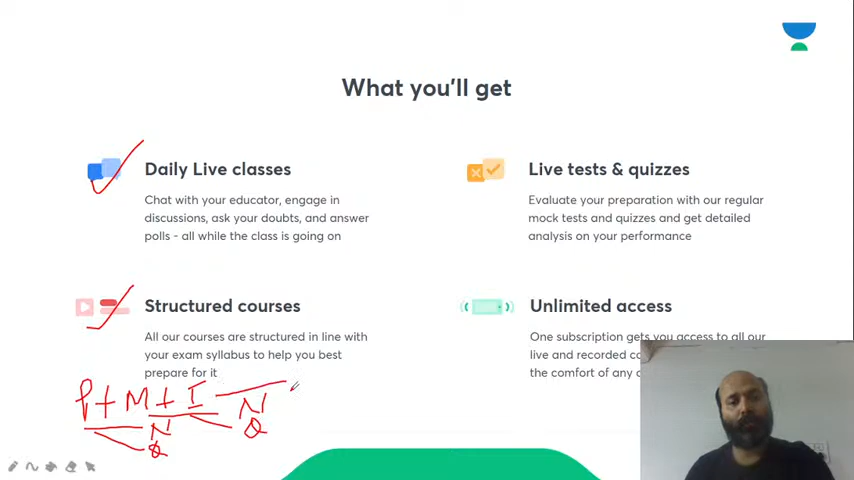 What you'll get
Daily Live classes
Chat with your educator, engage in
discussions, ask your doubts, and answer
polls - all while the class is going on
Live tests & quizzes
Evaluate your preparation with our regular
mock tests and quizzes and get detailed
analysis on your performance
Structured courses
All our courses are structured in line with
your exam syllabus to help you best
prepare for it
Unlimited access
One subscription gets you access to all our
live and recorded
the comfort of any
P + M + I
N
Q
N
Q